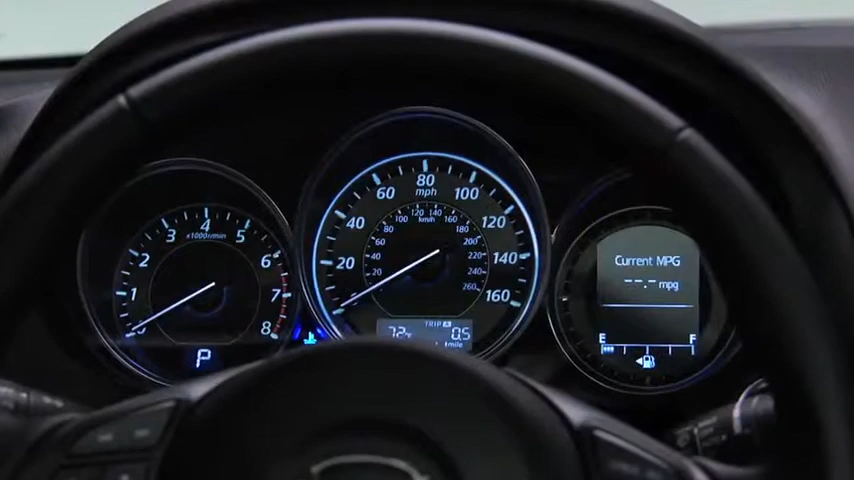 0 1 2 3 4 5 6 7 8
x1000r/min
P
20 40 60 80 100 120 140 160
mph
20 40 60 80 100 120 140 160 180 200 220 240 260
km/h
TRIP A
72°F 0.5
mile
Current MPG
--.- mpg
E F